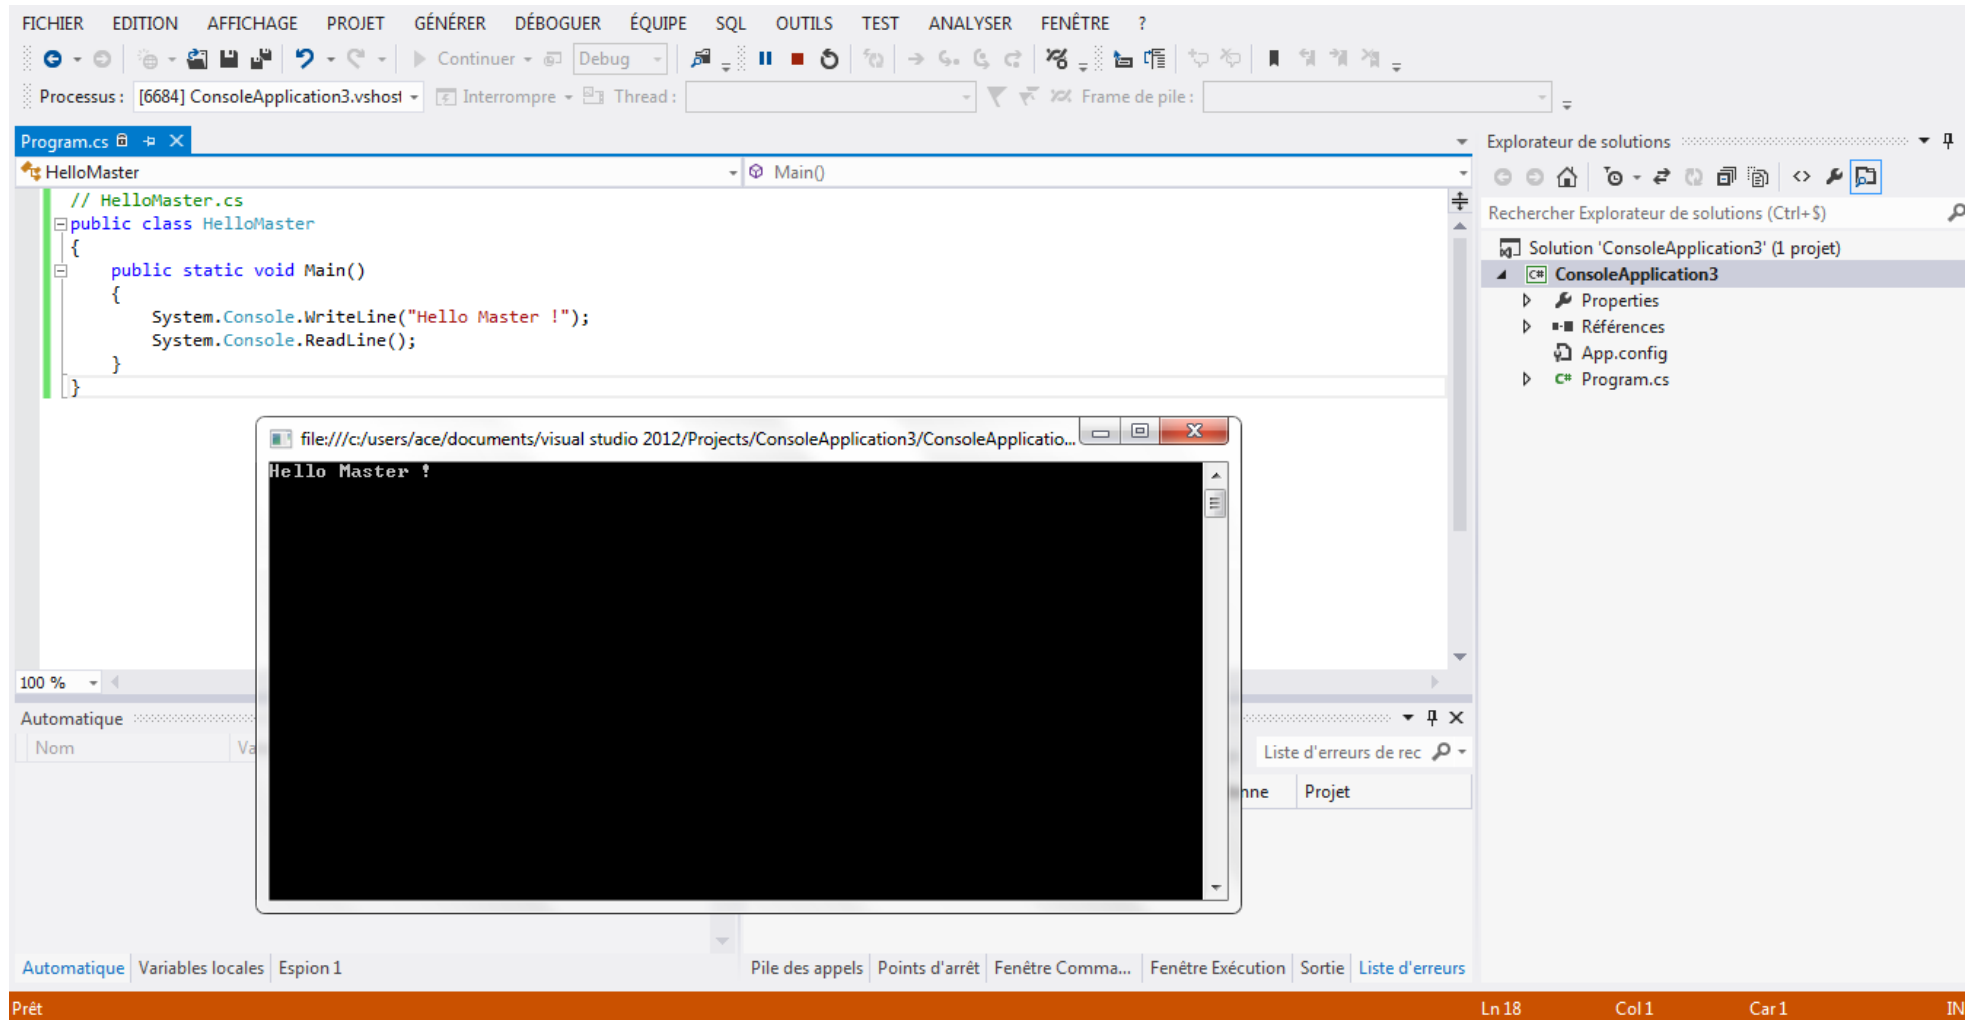 FICHIER EDITION AFFICHAGE PROJET GÉNÉRER DÉBOGUER ÉQUIPE SQL OUTILS TEST ANALYSER FENÊTRE ?
Continuer Debug
Processus : [6684] ConsoleApplication3.vshost Interrompre Thread : Frame de pile :
Program.cs
HelloMaster Main()
// HelloMaster.cs
public class HelloMaster
{
public static void Main()
{
System.Console.WriteLine("Hello Master !");
System.Console.ReadLine();
}
}
file:///c:/users/ace/documents/visual studio 2012/Projects/ConsoleApplication3/ConsoleApplicatio...
Hello Master !
100 %
Automatique
Nom
Liste d'erreurs de rec
Projet
Automatique Variables locales Espion 1
Pile des appels Points d'arrêt Fenêtre Comma... Fenêtre Exécution Sortie Liste d'erreurs
Explorateur de solutions
Rechercher Explorateur de solutions (Ctrl+$)
Solution 'ConsoleApplication3' (1 projet)
C# ConsoleApplication3
Properties
Références
App.config
C# Program.cs
Prêt Ln 18 Col 1 Car 1 IN